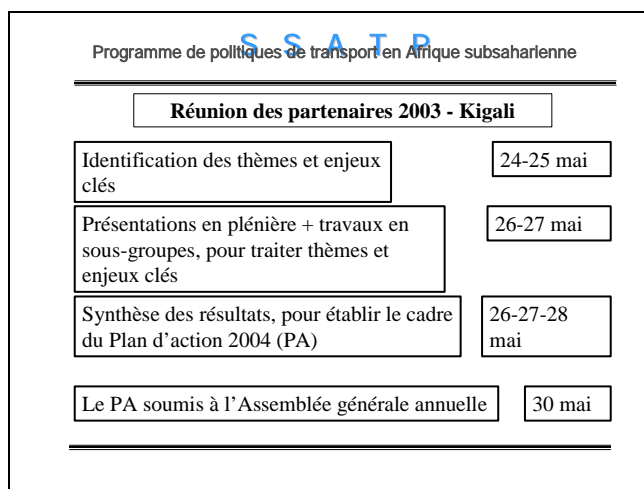 S S A T P
Programme de politiques de transport en Afrique subsaharienne
Réunion des partenaires 2003 - Kigali
Identification des thèmes et enjeux
clés
24-25 mai
Présentations en plénière + travaux en
sous-groupes, pour traiter thèmes et
enjeux clés
26-27 mai
Synthèse des résultats, pour établir le cadre
du Plan d’action 2004 (PA)
26-27-28
mai
Le PA soumis à l’Assemblée générale annuelle
30 mai